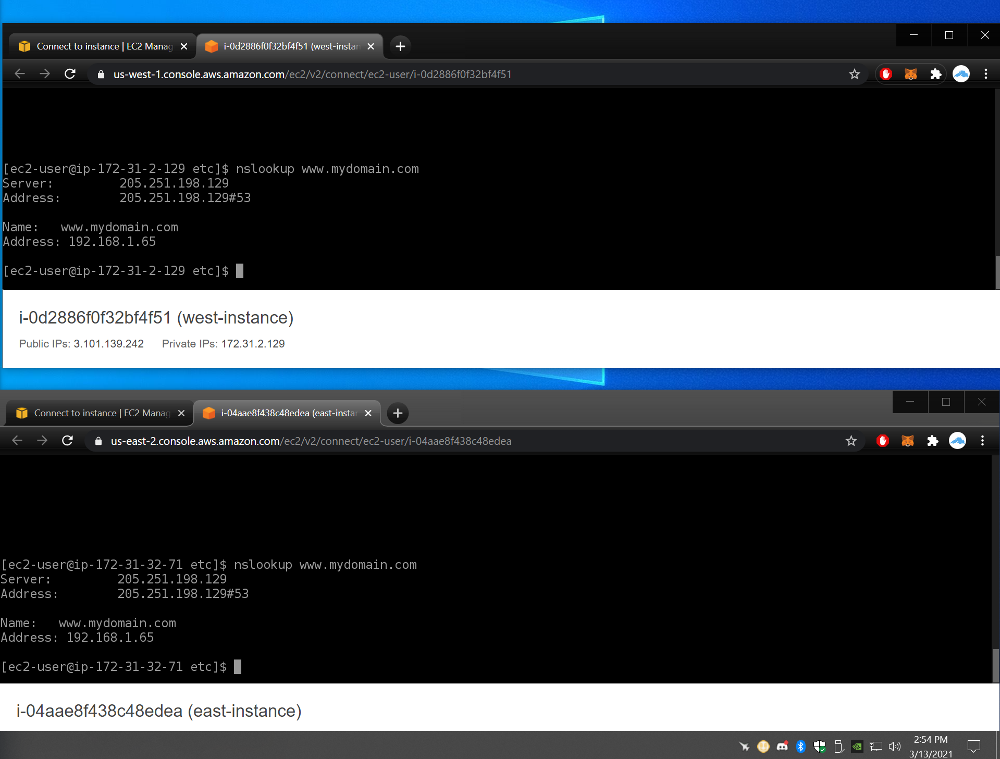 Connect to instance | EC2 Manag
i-0d2886f0f32bf4f51 (west-instan
us-west-1.console.aws.amazon.com/ec2/v2/connect/ec2-user/i-0d2886f0f32bf4f51
[ec2-user@ip-172-31-2-129 etc]$ nslookup www.mydomain.com
Server:         205.251.198.129
Address:        205.251.198.129#53
Name:   www.mydomain.com
Address: 192.168.1.65
[ec2-user@ip-172-31-2-129 etc]$
i-0d2886f0f32bf4f51 (west-instance)
Public IPs: 3.101.139.242 Private IPs: 172.31.2.129
Connect to instance | EC2 Manag
i-04aae8f438c48edea (east-instar
us-east-2.console.aws.amazon.com/ec2/v2/connect/ec2-user/i-04aae8f438c48edea
[ec2-user@ip-172-31-32-71 etc]$ nslookup www.mydomain.com
Server:         205.251.198.129
Address:        205.251.198.129#53
Name:   www.mydomain.com
Address: 192.168.1.65
[ec2-user@ip-172-31-32-71 etc]$
i-04aae8f438c48edea (east-instance)
2:54 PM
3/13/2021